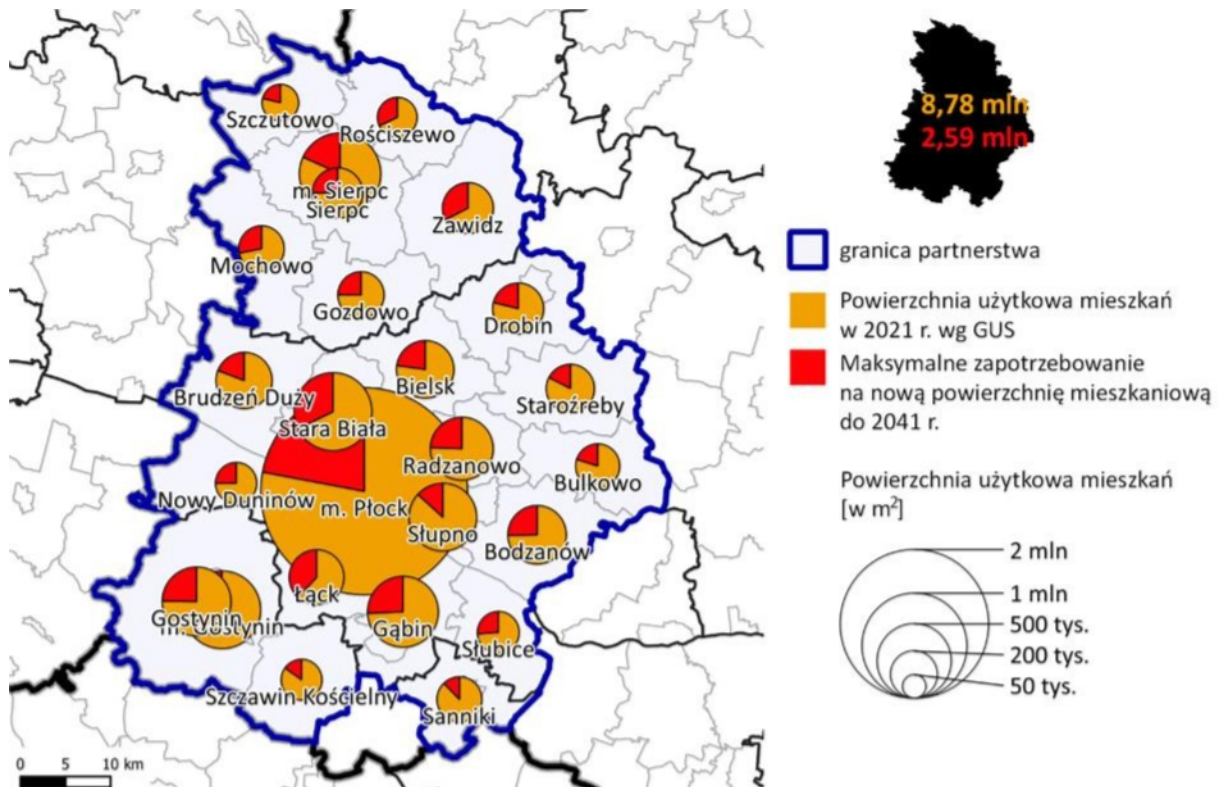 Szczutowo
Rościszewo
m. Sierpc
Sierpc
Zawidz
Mochowo
Gozdowo
Drobin
Brudzeń Duży
Bielsk
Staroźreby
Stara Biała
Radzanowo
Bulkowo
Nowy Duninów
m. Płock
Słupno
Bodzanów
Łąck
Gostynin
m. Gostynin
Gąbin
Słubice
Szczawin Kościelny
Sanniki
0 5 10 km
8,78 mln
2,59 mln
granica partnerstwa
Powierzchnia użytkowa mieszkań
w 2021 r. wg GUS
Maksymalne zapotrzebowanie
na nową powierzchnię mieszkaniową
do 2041 r.
Powierzchnia użytkowa mieszkań
[w m²]
2 mln
1 mln
500 tys.
200 tys.
50 tys.